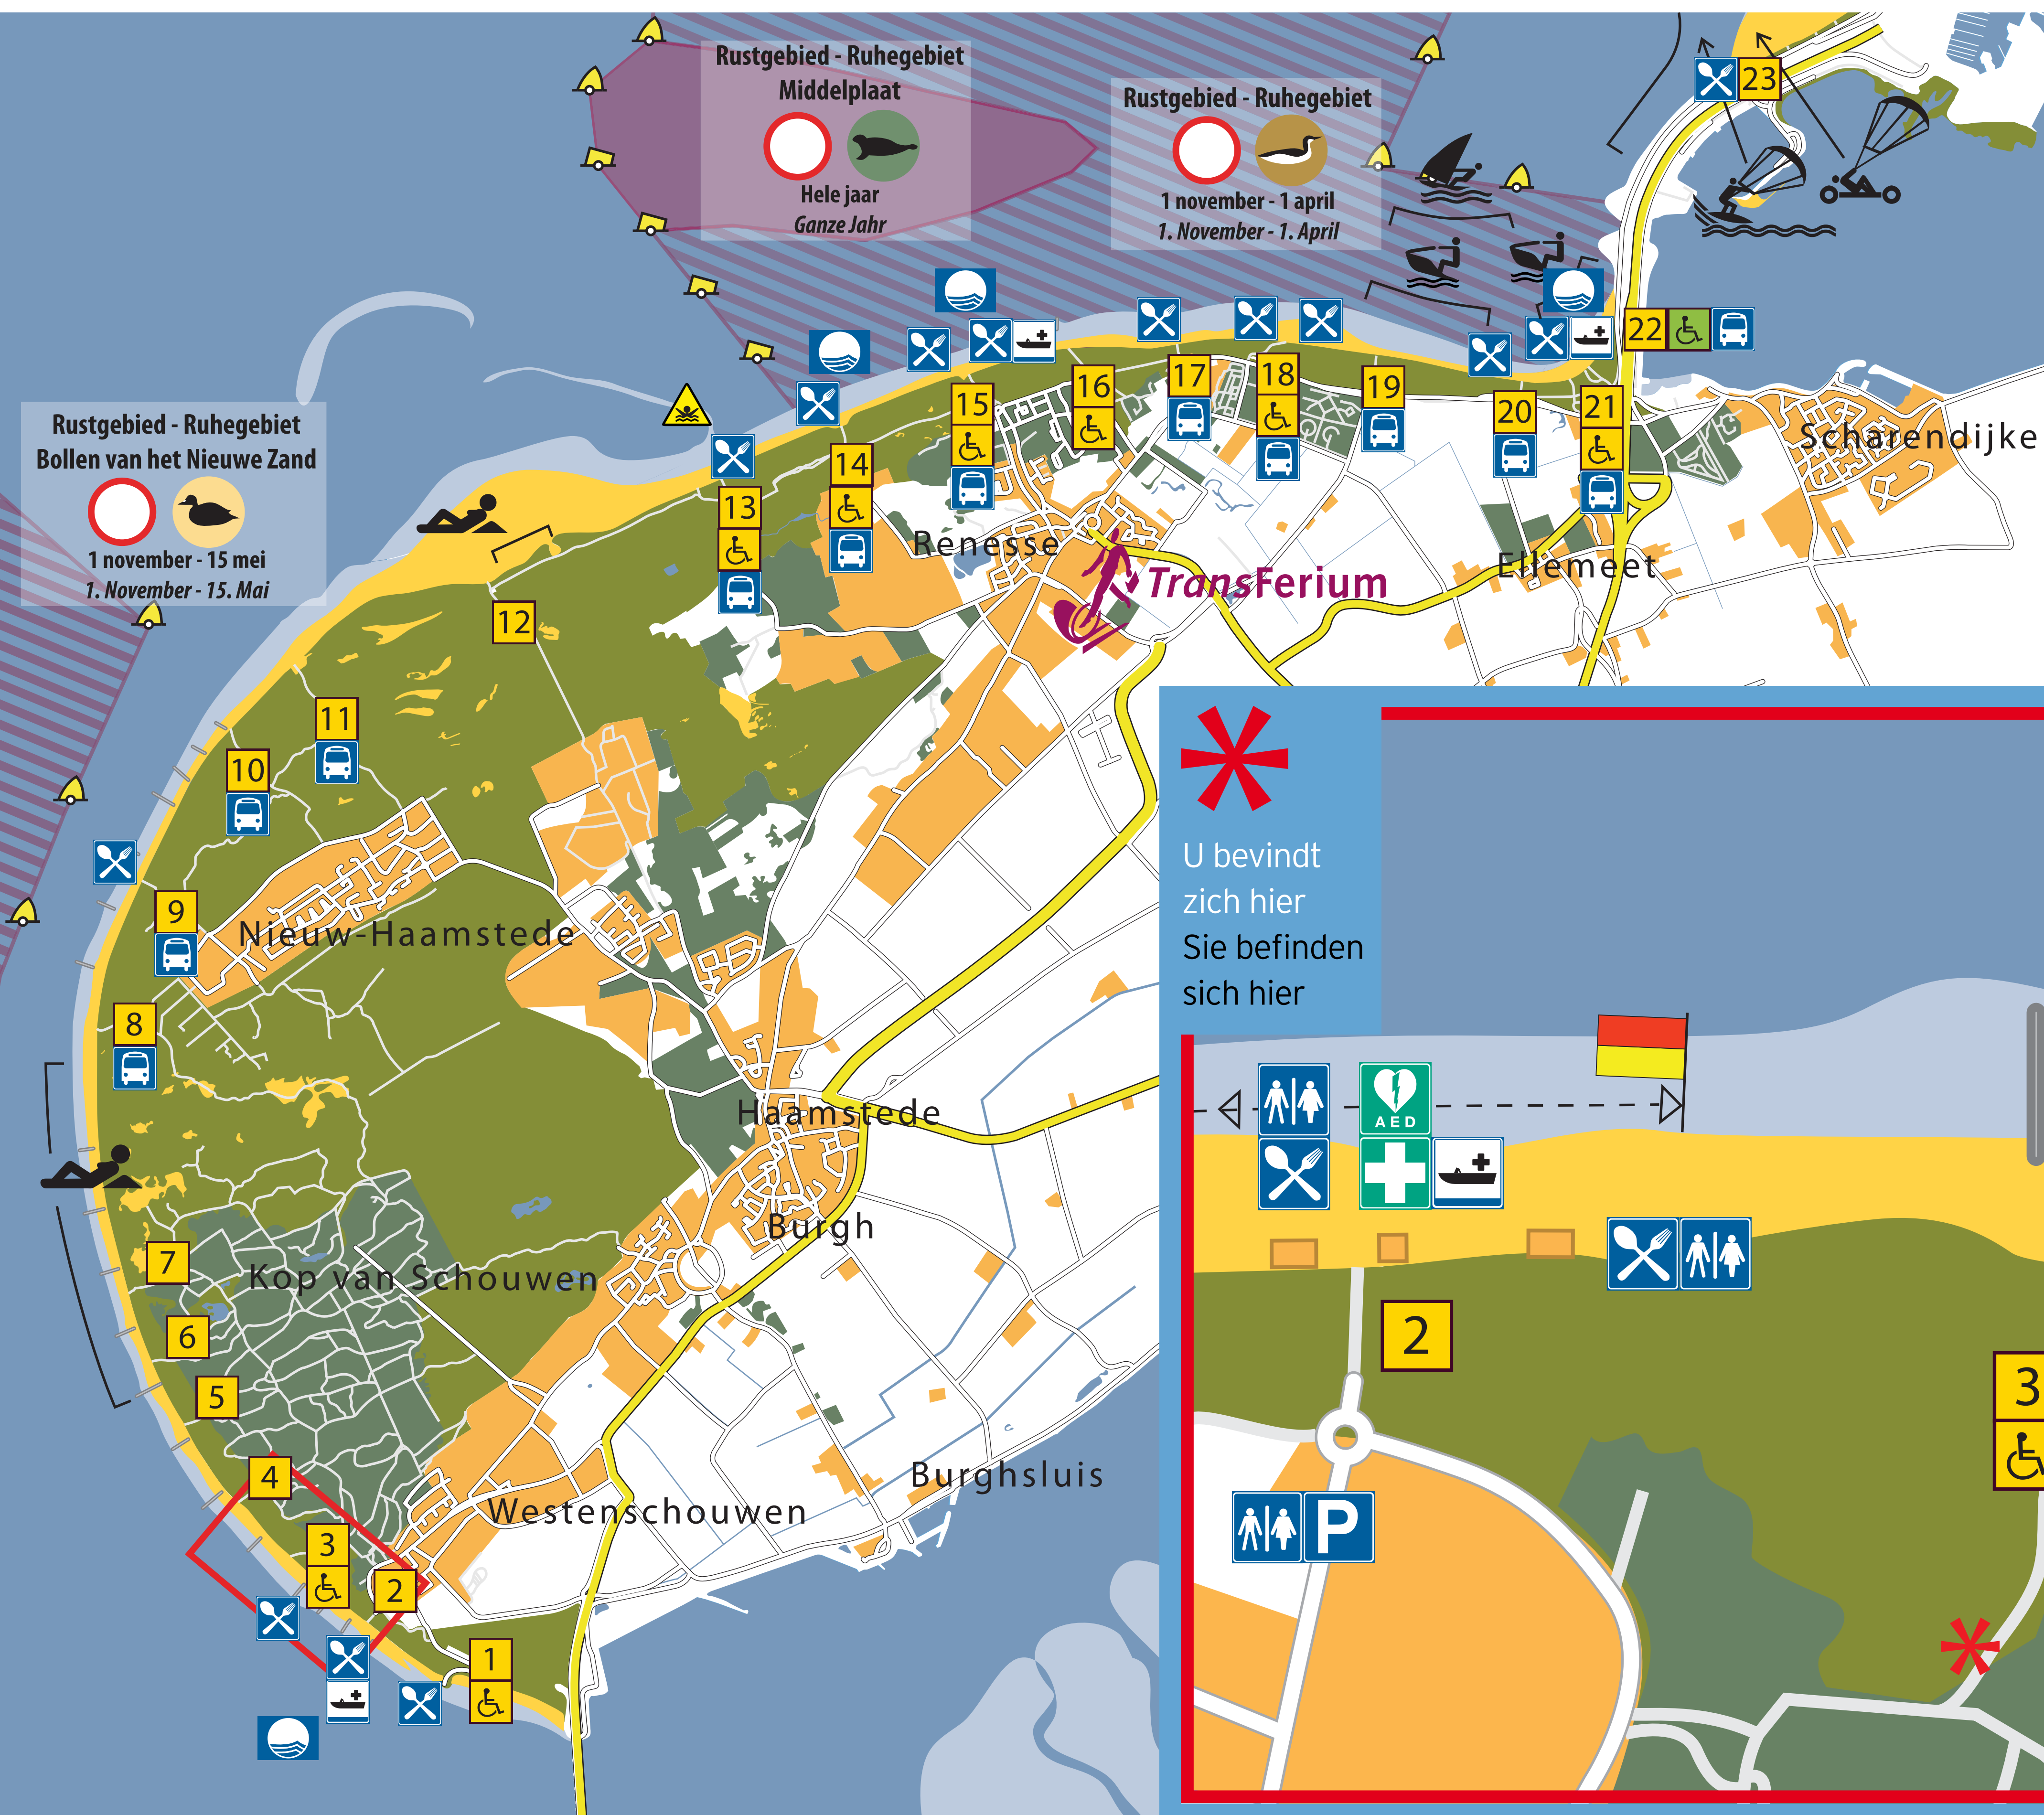 Rustgebied - Ruhegebiet
Middelplaat
Hele jaar
Ganze Jahr
Rustgebied - Ruhegebiet
1 november - 1 april
1. November - 1. April
23
22
Rustgebied - Ruhegebiet
Bollen van het Nieuwe Zand
1 november - 15 mei
1. November - 15. Mai
13
14
15
16
17
18
19
20
21
Scharendijke
Renesse
TransFerium
Ellemeet
12
11
10
9
Nieuw-Haamstede
8
Haamstede
Burgh
7
Kop van Schouwen
6
5
4
Burghsluis
Westenschouwen
3
2
1
U bevindt
zich hier
Sie befinden
sich hier
AED
2
3
P